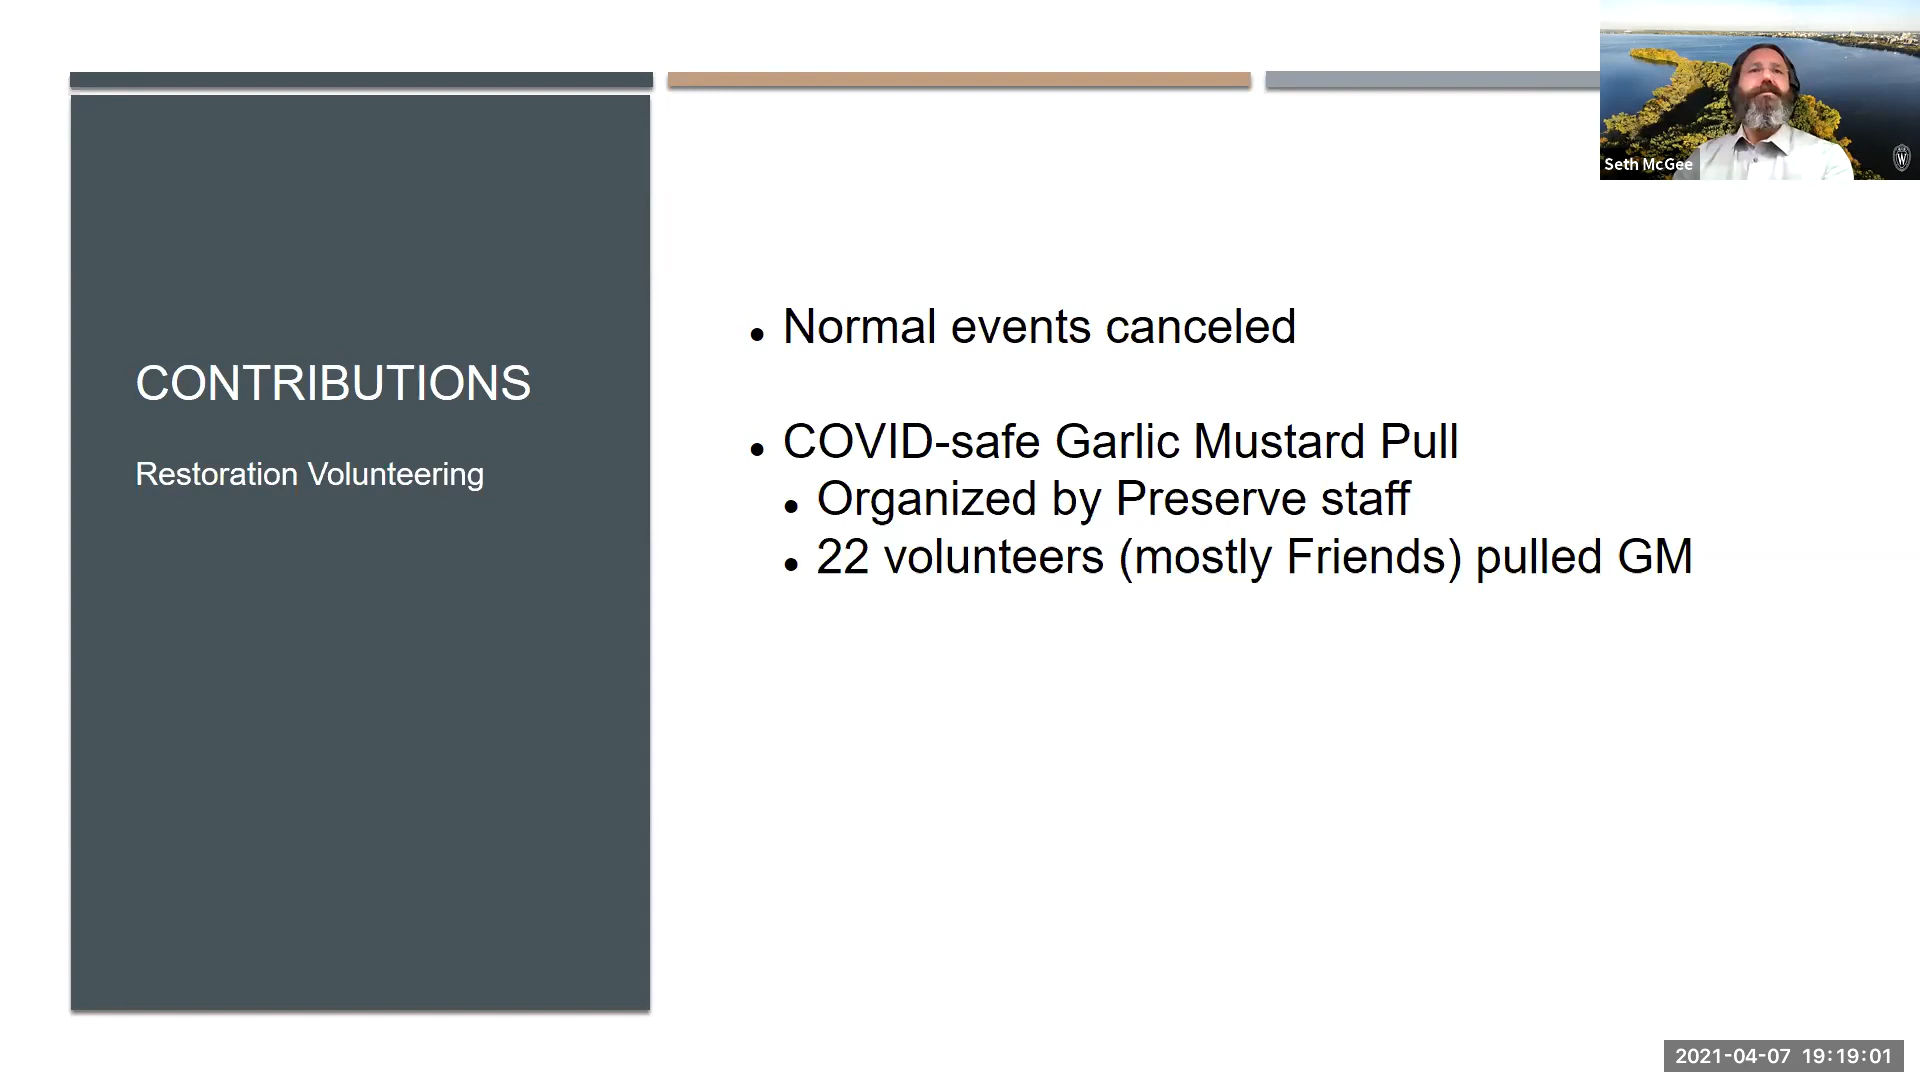 CONTRIBUTIONS
Restoration Volunteering
• Normal events canceled
• COVID-safe Garlic Mustard Pull
• Organized by Preserve staff
• 22 volunteers (mostly Friends) pulled GM
Seth McGee
W
2021-04-07 19:19:01